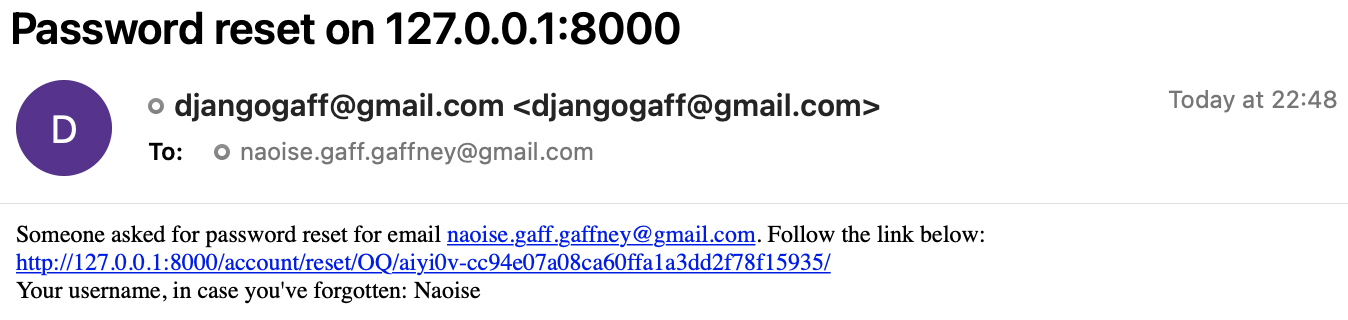 Password reset on 127.0.0.1:8000
D
djangogaff@gmail.com <djangogaff@gmail.com>
Today at 22:48
To: naoise.gaff.gaffney@gmail.com
Someone asked for password reset for email naoise.gaff.gaffney@gmail.com. Follow the link below:
http://127.0.0.1:8000/account/reset/OQ/aiyi0v-cc94e07a08ca60ffa1a3dd2f78f15935/
Your username, in case you've forgotten: Naoise